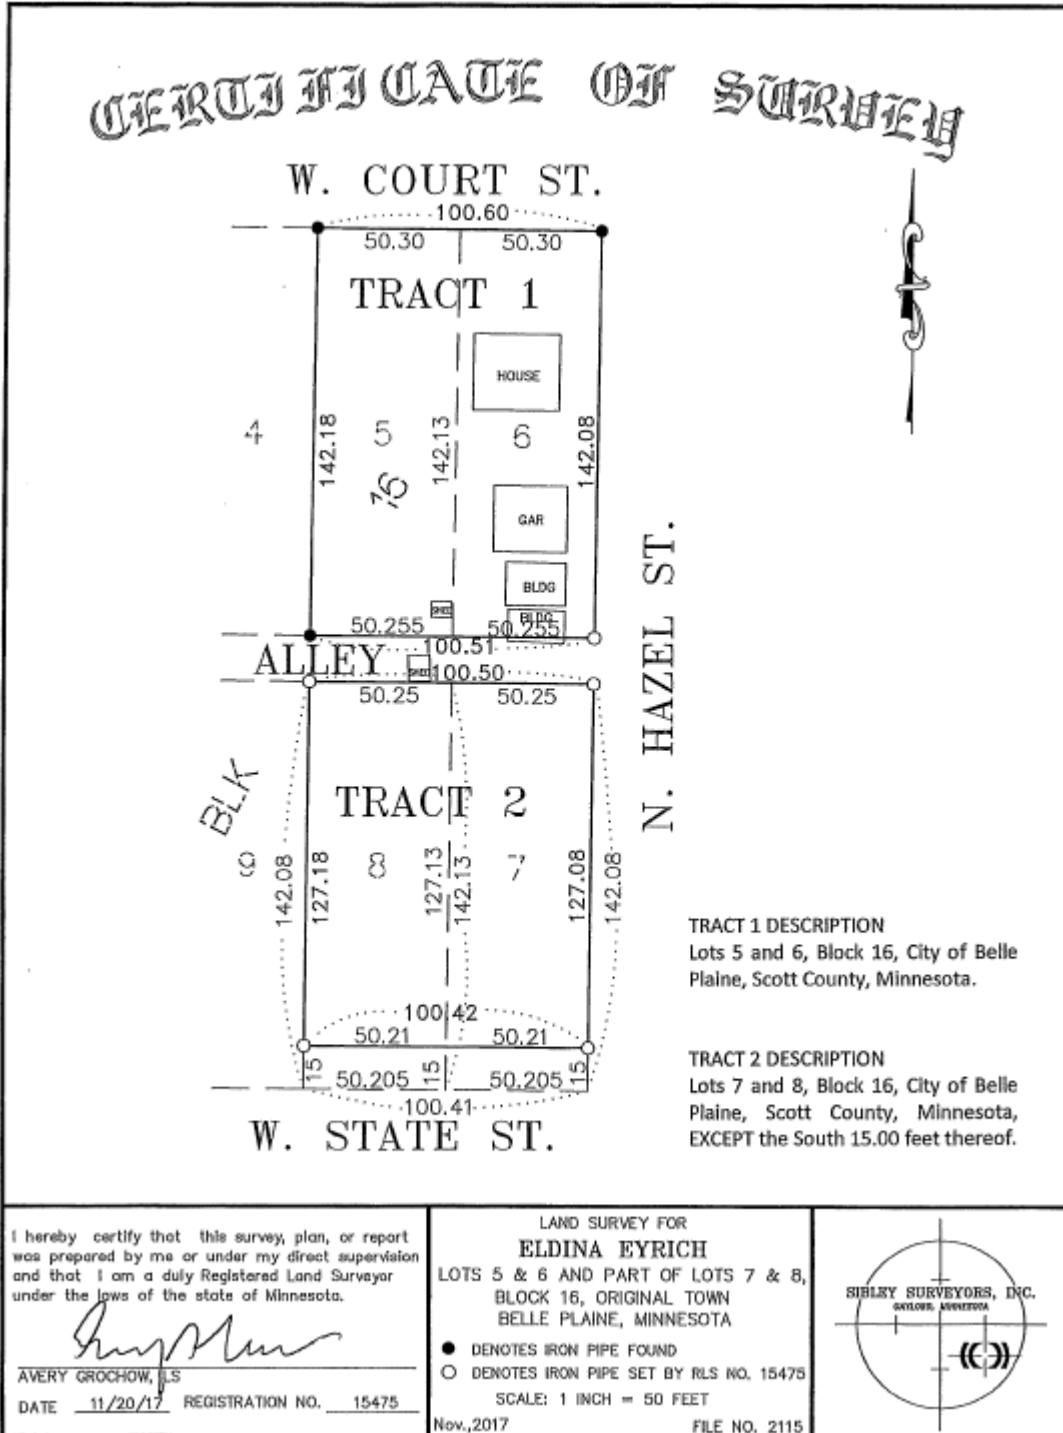 CERTIFICATE OF SURVEY
W. COURT ST.
100.60
50.30 50.30
TRACT 1
HOUSE
4 5 6
142.18 142.13 142.08
16
GAR
BLDG
SHED
BLDG
50.255 50.255
100.51
ALLEY
SHED
100.50
50.25 50.25
N. HAZEL ST.
BLK
TRACT 2
9 8 7
142.08 127.18 127.13 142.13 127.08 142.08
100.42
50.21 50.21
15 50.205 15 50.205 15
100.41
W. STATE ST.
TRACT 1 DESCRIPTION
Lots 5 and 6, Block 16, City of Belle
Plaine, Scott County, Minnesota.
TRACT 2 DESCRIPTION
Lots 7 and 8, Block 16, City of Belle
Plaine, Scott County, Minnesota,
EXCEPT the South 15.00 feet thereof.
I hereby certify that this survey, plan, or report
was prepared by me or under my direct supervision
and that I am a duly Registered Land Surveyor
under the laws of the state of Minnesota.
AVERY GROCHOW, LS
DATE 11/20/17 REGISTRATION NO. 15475
LAND SURVEY FOR
ELDINA EYRICH
LOTS 5 & 6 AND PART OF LOTS 7 & 8,
BLOCK 16, ORIGINAL TOWN
BELLE PLAINE, MINNESOTA
DENOTES IRON PIPE FOUND
DENOTES IRON PIPE SET BY RLS NO. 15475
SCALE: 1 INCH = 50 FEET
Nov.,2017 FILE NO. 2115
SIBLEY SURVEYORS, INC.
GAYLORD, MINNESOTA